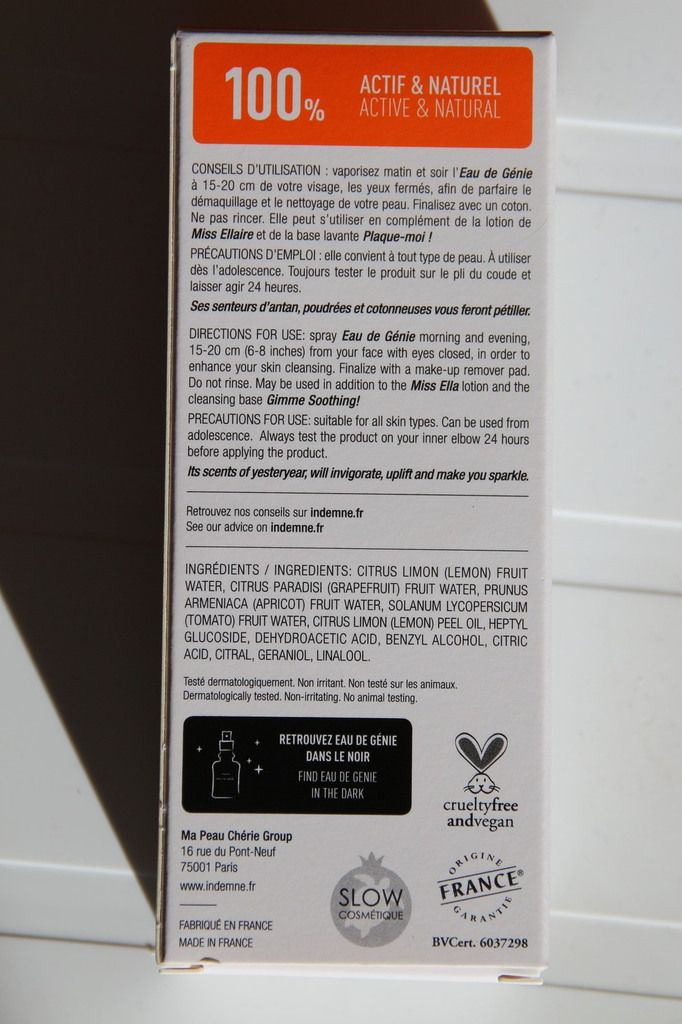 100%
ACTIF & NATUREL
ACTIVE & NATURAL
CONSEILS D'UTILISATION : vaporisez matin et soir l'Eau de Génie
à 15-20 cm de votre visage, les yeux fermés, afin de parfaire le
démaquillage et le nettoyage de votre peau. Finalisez avec un coton.
Ne pas rincer. Elle peut s'utiliser en complément de la lotion de
Miss Ellaire et de la base lavante Plaque-moi !
PRÉCAUTIONS D'EMPLOI : elle convient à tout type de peau. À utiliser
dès l'adolescence. Toujours tester le produit sur le pli du coude et
laisser agir 24 heures.
Ses senteurs d'antan, poudrées et cotonneuses vous feront pétiller.
DIRECTIONS FOR USE: spray Eau de Génie morning and evening,
15-20 cm (6-8 inches) from your face with eyes closed, in order to
enhance your skin cleansing. Finalize with a make-up remover pad.
Do not rinse. May be used in addition to the Miss Ella lotion and the
cleansing base Gimme Soothing!
PRECAUTIONS FOR USE: suitable for all skin types. Can be used from
adolescence. Always test the product on your inner elbow 24 hours
before applying the product.
Its scents of yesteryear, will invigorate, uplift and make you sparkle.
Retrouvez nos conseils sur indemne.fr
See our advice on indemne.fr
INGRÉDIENTS / INGREDIENTS: CITRUS LIMON (LEMON) FRUIT
WATER, CITRUS PARADISI (GRAPEFRUIT) FRUIT WATER, PRUNUS
ARMENIACA (APRICOT) FRUIT WATER, SOLANUM LYCOPERSICUM
(TOMATO) FRUIT WATER, CITRUS LIMON (LEMON) PEEL OIL, HEPTYL
GLUCOSIDE, DEHYDROACETIC ACID, BENZYL ALCOHOL, CITRIC
ACID, CITRAL, GERANIOL, LINALOOL.
Testé dermatologiquement. Non irritant. Non testé sur les animaux.
Dermatologically tested. Non-irritating. No animal testing.
RETROUVEZ EAU DE GÉNIE
DANS LE NOIR
FIND EAU DE GENIE
IN THE DARK
crueltyfree
andvegan
Ma Peau Chérie Group
16 rue du Pont-Neuf
75001 Paris
www.indemne.fr
FABRIQUÉ EN FRANCE
MADE IN FRANCE
SLOW
COSMÉTIQUE
ORIGINE
FRANCE®
GARANTIE
BVCert. 6037298